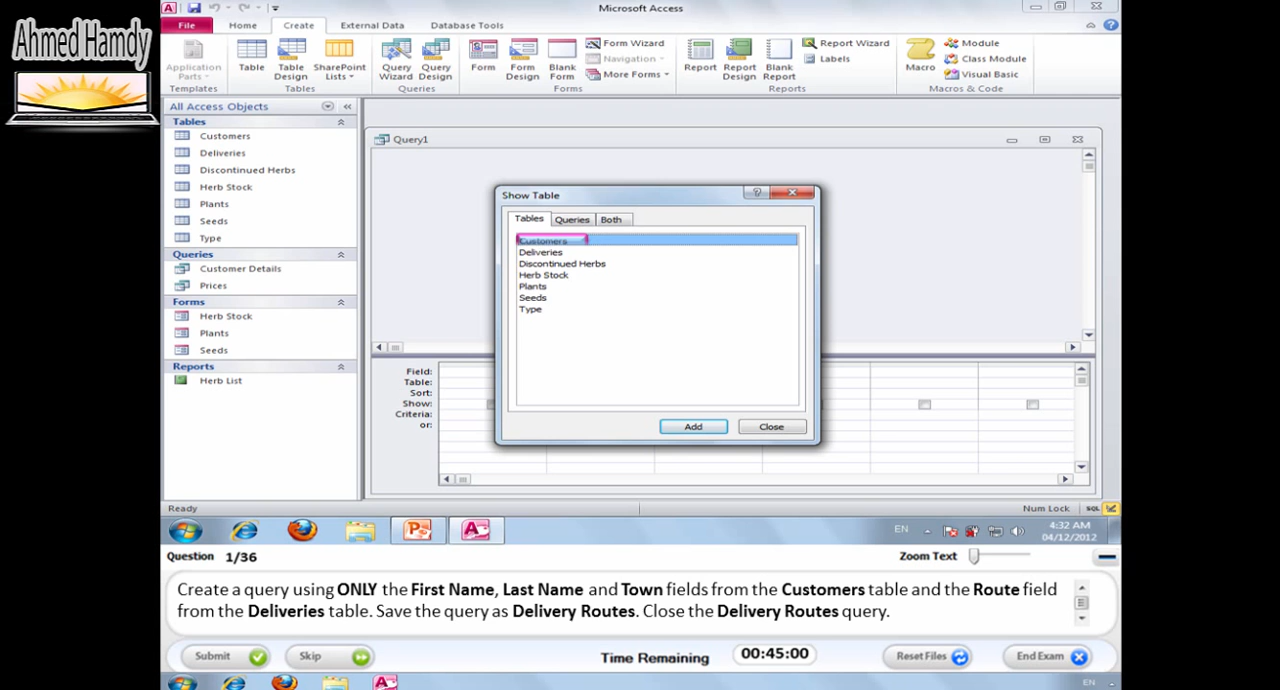 Ahmed Hamdy
Microsoft Access
File Home Create External Data Database Tools
Application Parts
Table
Table Design
SharePoint Lists
Query Wizard
Query Design
Form
Form Design
Blank Form
Form Wizard
Navigation
More Forms
Report
Report Design
Blank Report
Report Wizard
Labels
Macro
Module
Class Module
Visual Basic
Templates Tables Queries Forms Reports Macros & Code
All Access Objects
Tables
Customers
Deliveries
Discontinued Herbs
Herb Stock
Plants
Seeds
Type
Queries
Customer Details
Prices
Forms
Herb Stock
Plants
Seeds
Reports
Herb List
Query1
Show Table
Tables Queries Both
Customers
Deliveries
Discontinued Herbs
Herb Stock
Plants
Seeds
Type
Add Close
Field:
Table:
Sort:
Show:
Criteria:
or:
Ready Num Lock SQL
EN 4:32 AM
04/12/2012
Question 1/36 Zoom Text
Create a query using ONLY the First Name, Last Name and Town fields from the Customers table and the Route field
from the Deliveries table. Save the query as Delivery Routes. Close the Delivery Routes query.
Submit Skip Time Remaining 00:45:00 Reset Files End Exam
EN